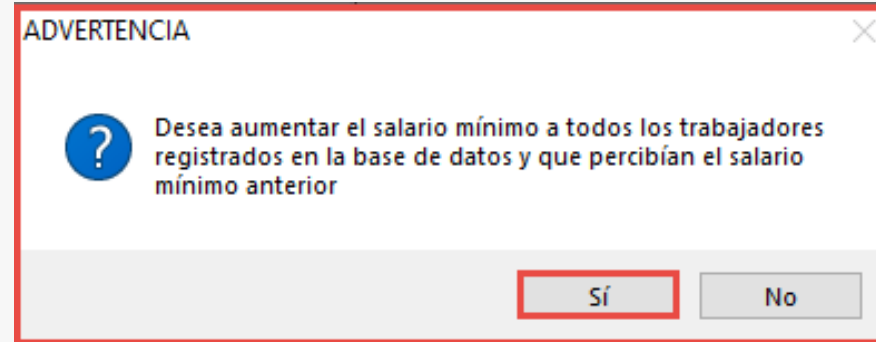 ADVERTENCIA
?
Desea aumentar el salario mínimo a todos los trabajadores
registrados en la base de datos y que percibían el salario
mínimo anterior
Sí
No